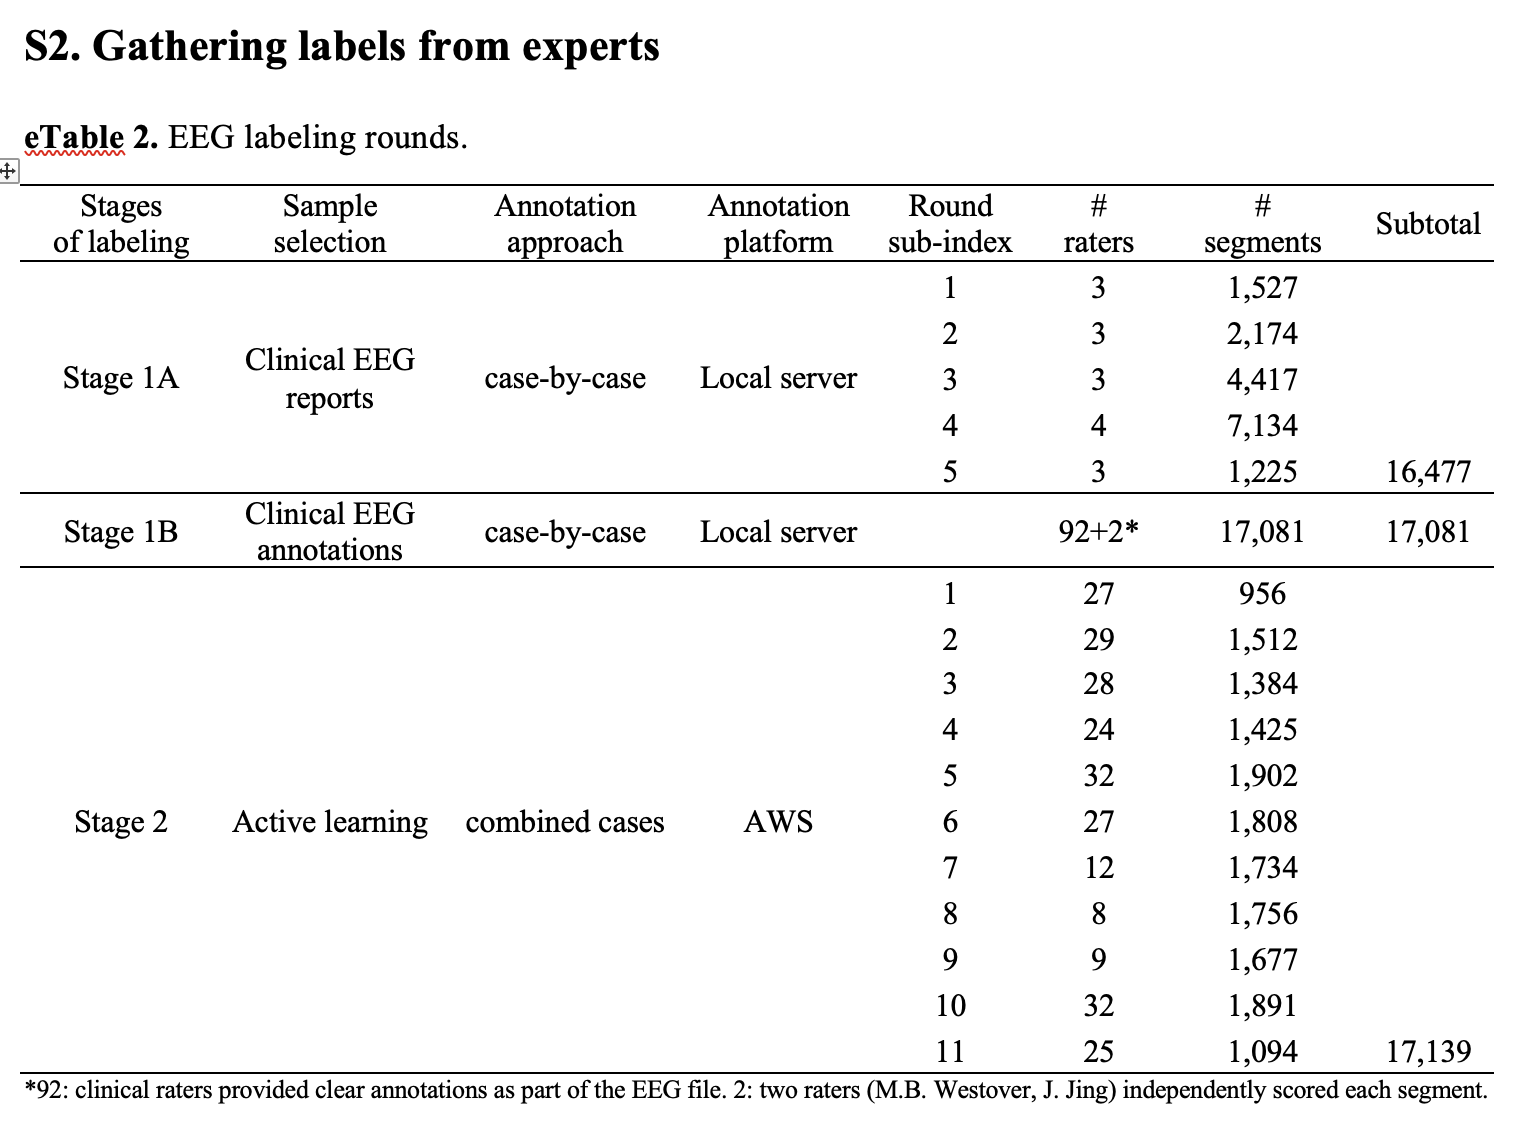 S2. Gathering labels from experts
eTable 2. EEG labeling rounds.
Stages of labeling	Sample selection	Annotation approach	Annotation platform	Round sub-index	# raters	# segments	Subtotal
Stage 1A	Clinical EEG reports	case-by-case	Local server	1	3	1,527
2	3	2,174
3	3	4,417
4	4	7,134
5	3	1,225	16,477
Stage 1B	Clinical EEG annotations	case-by-case	Local server	92+2*	17,081	17,081
Stage 2	Active learning	combined cases	AWS	1	27	956
2	29	1,512
3	28	1,384
4	24	1,425
5	32	1,902
6	27	1,808
7	12	1,734
8	8	1,756
9	9	1,677
10	32	1,891
11	25	1,094	17,139
*92: clinical raters provided clear annotations as part of the EEG file. 2: two raters (M.B. Westover, J. Jing) independently scored each segment.